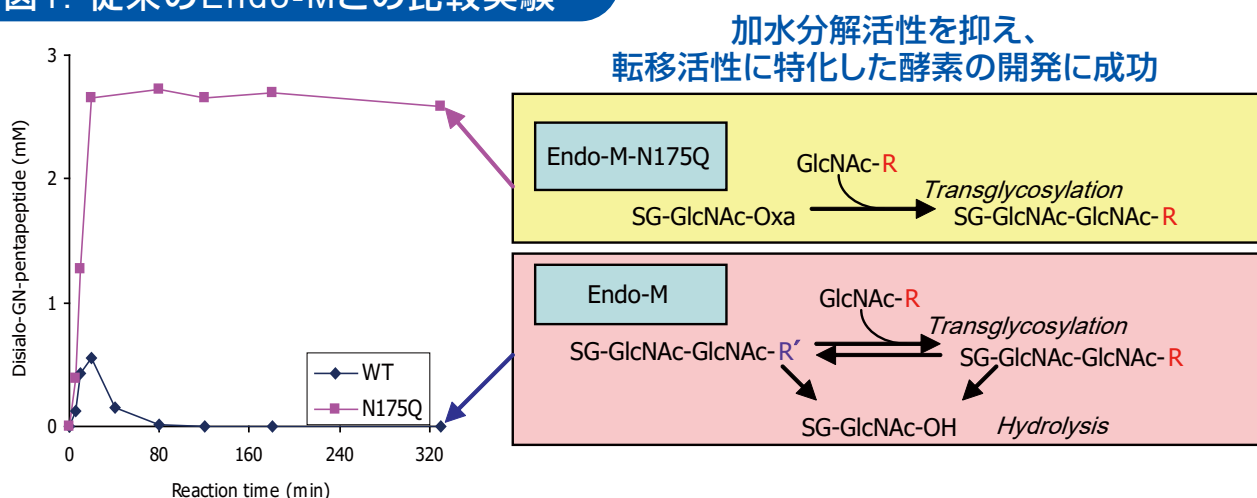 図1. 従来のEndo-Mとの比較実験
加水分解活性を抑え、
転移活性に特化した酵素の開発に成功
Disialo-GN-pentapeptide (mM)
3
2
1
0
0 80 160 240 320
Reaction time (min)
WT
N175Q
Endo-M-N175Q
GlcNAc-R
Transglycosylation
SG-GlcNAc-Oxa
SG-GlcNAc-GlcNAc-R
Endo-M
GlcNAc-R
Transglycosylation
SG-GlcNAc-GlcNAc-R′
SG-GlcNAc-GlcNAc-R
SG-GlcNAc-OH
Hydrolysis